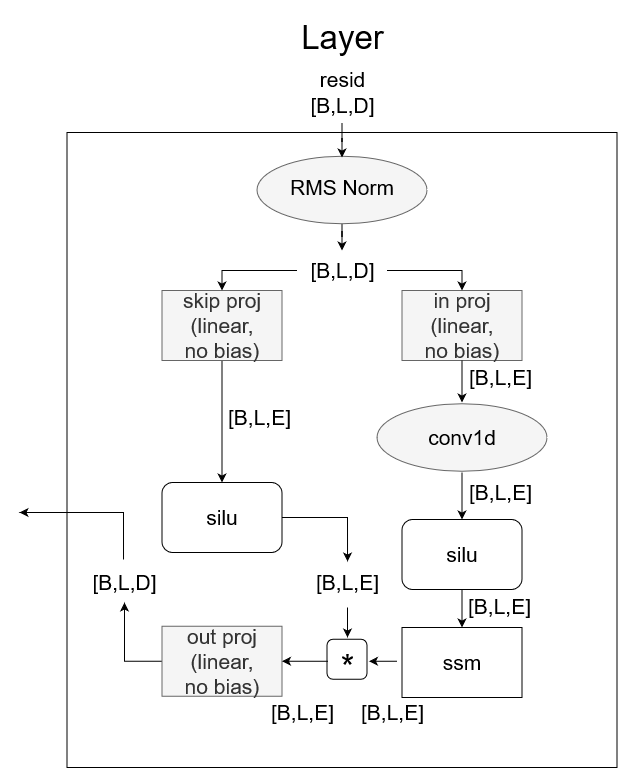 Layer
resid
[B,L,D]
RMS Norm
[B,L,D]
skip proj
(linear,
no bias)
in proj
(linear,
no bias)
[B,L,E]
[B,L,E]
conv1d
[B,L,E]
silu
silu
[B,L,D]
[B,L,E]
[B,L,E]
out proj
(linear,
no bias)
*
ssm
[B,L,E]
[B,L,E]